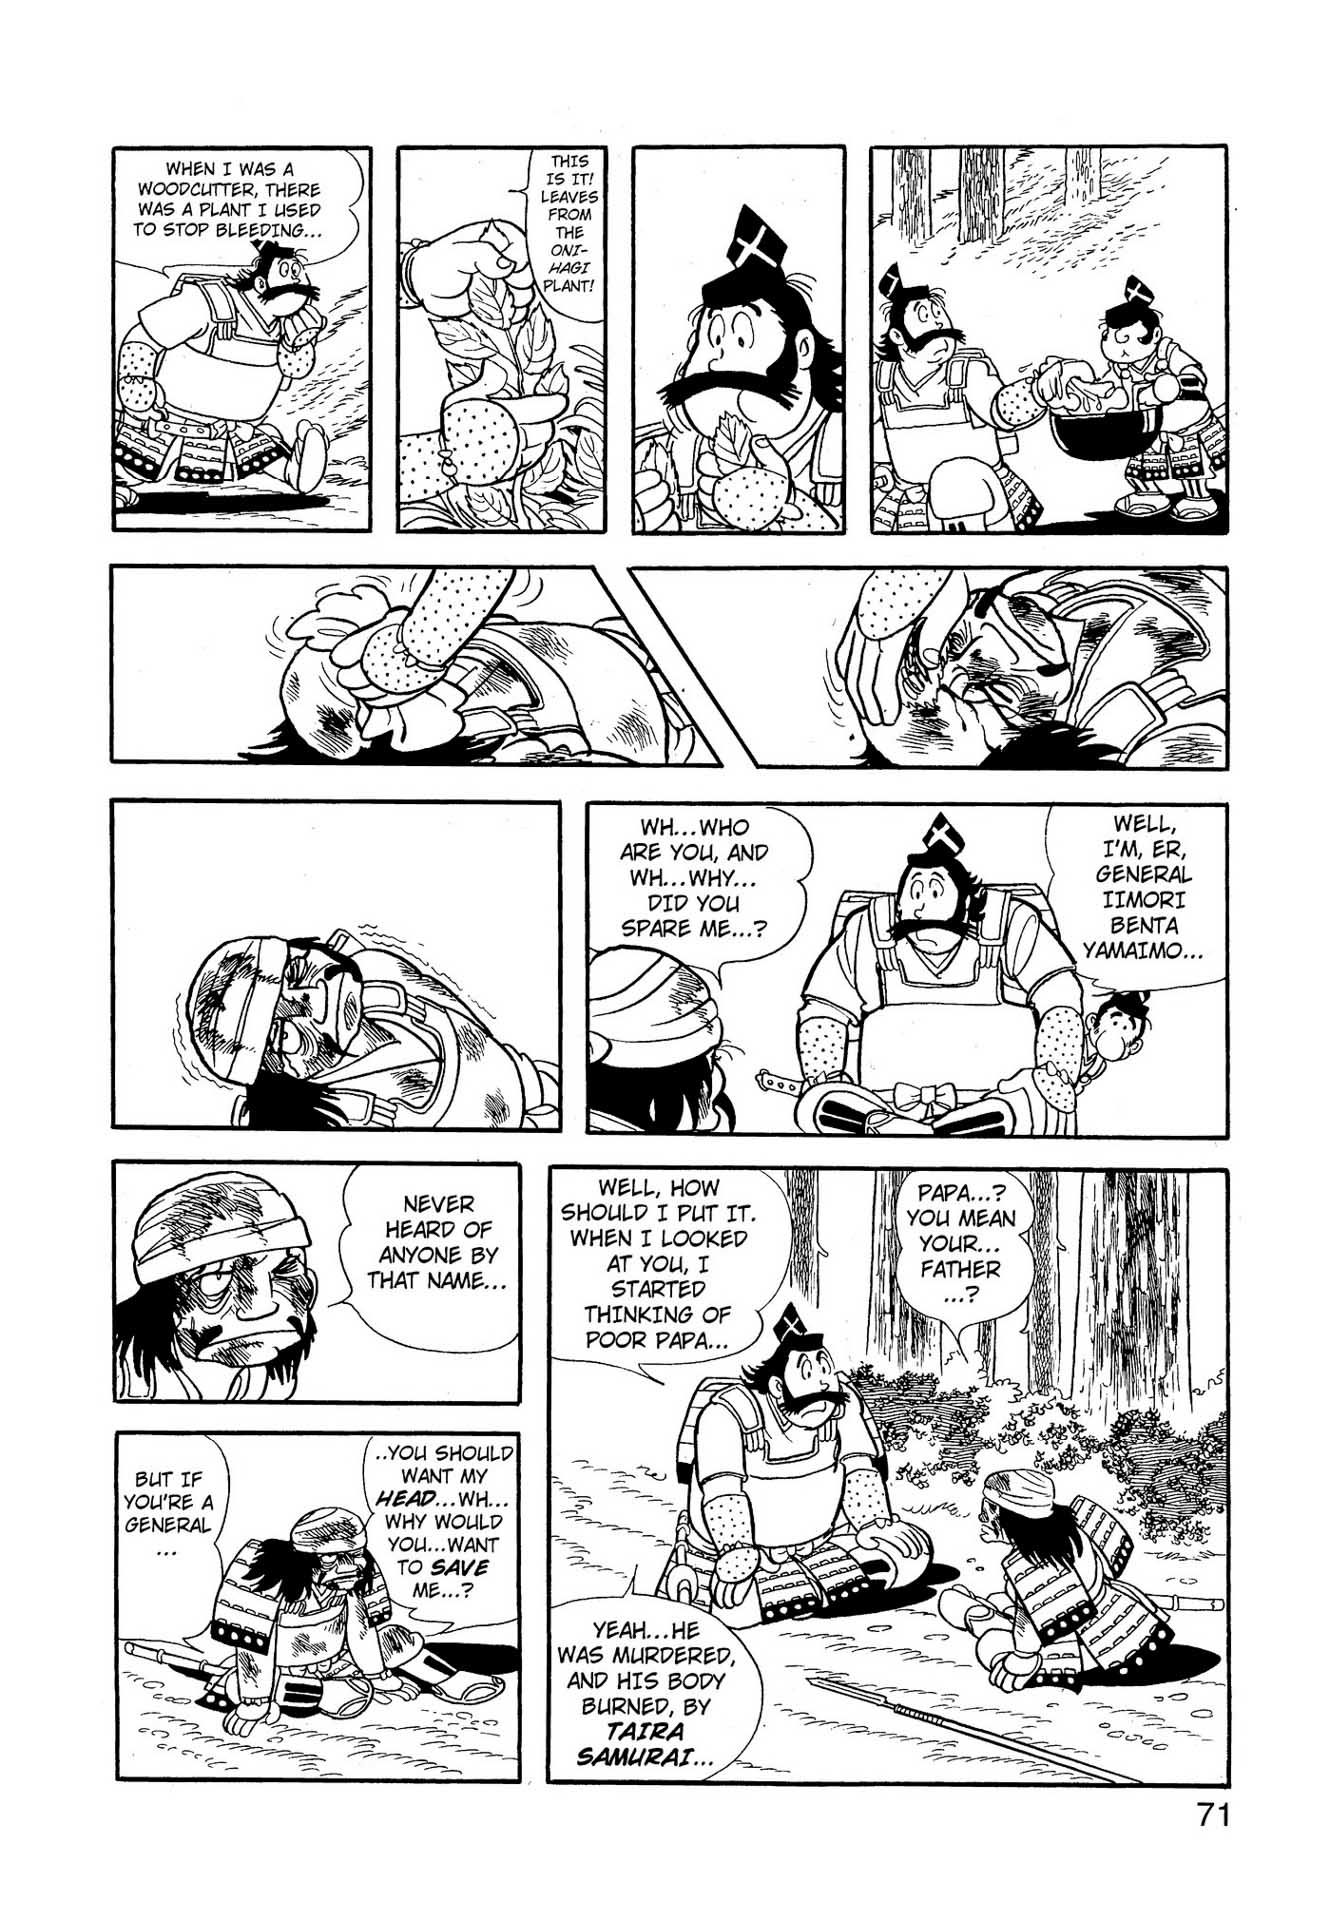 WHEN I WAS A
WOODCUTTER, THERE
WAS A PLANT I USED
TO STOP BLEEDING...
THIS
IS IT!
LEAVES
FROM
THE
ONI-
HAGI
PLANT!
WH...WHO
ARE YOU, AND
WH...WHY...
DID YOU
SPARE ME...?
WELL,
I'M, ER,
GENERAL
IIMORI
BENTA
YAMAIMO...
NEVER
HEARD OF
ANYONE BY
THAT NAME...
BUT IF
YOU'RE A
GENERAL
...
..YOU SHOULD
WANT MY
HEAD...WH...
WHY WOULD
YOU...WANT
TO SAVE
ME...?
WELL, HOW
SHOULD I PUT IT.
WHEN I LOOKED
AT YOU, I
STARTED
THINKING OF
POOR PAPA...
PAPA...?
YOU MEAN
YOUR...
FATHER
...?
YEAH...HE
WAS MURDERED,
AND HIS BODY
BURNED, BY
TAIRA
SAMURAI...
71